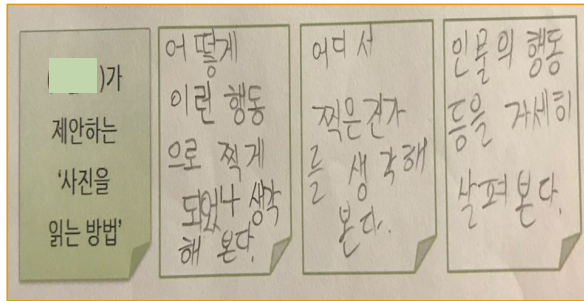 ( )가
제안하는
'사진을
읽는 방법'
어떻게
이런 행동
으로 찍게
되었나 생각
해 본다.
어디서
찍은건가
를 생각해
본다.
인물의 행동
등을 자세히
살펴본다.